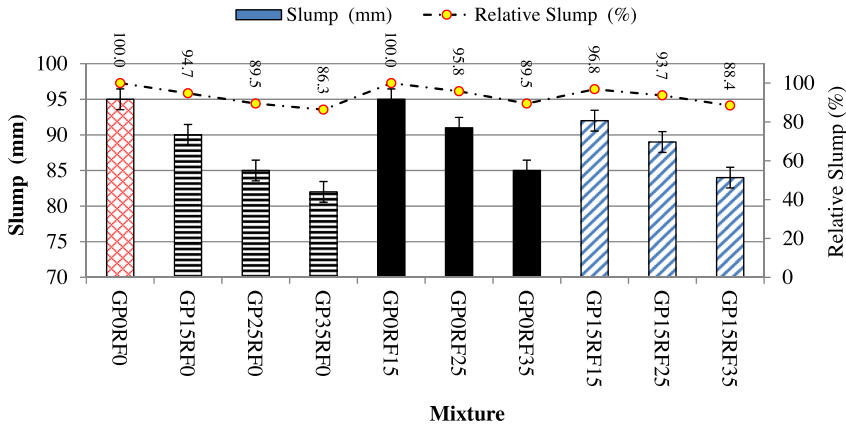 Slump (mm)
Relative Slump (%)
100.0
94.7
89.5
86.3
100.0
95.8
89.5
96.8
93.7
88.4
100
95
90
85
80
75
70
Slump (mm)
100
80
60
40
20
0
Relative Slump (%)
GP0RF0
GP15RF0
GP25RF0
GP35RF0
GP0RF15
GP0RF25
GP0RF35
GP15RF15
GP15RF25
GP15RF35
Mixture